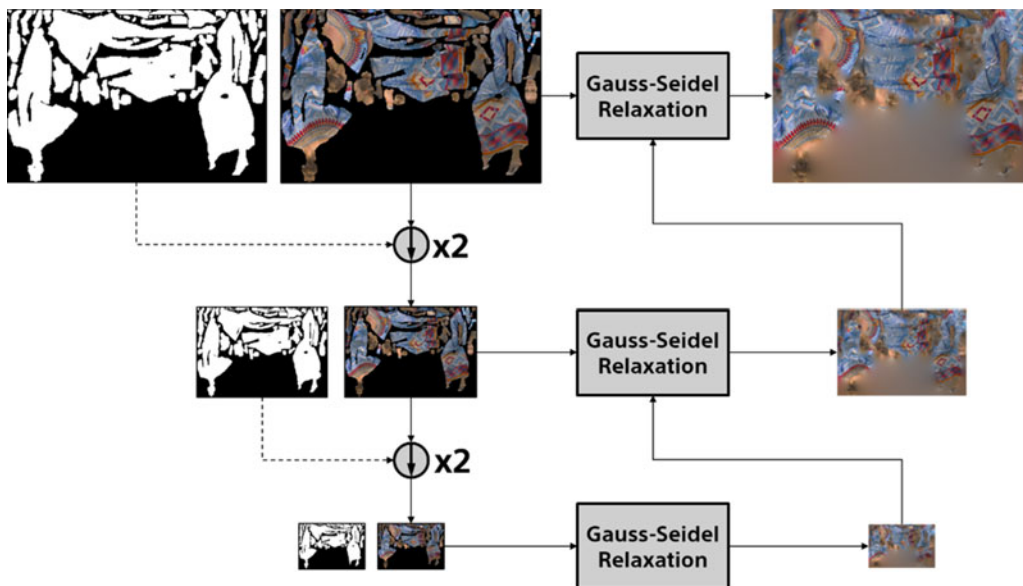 Gauss-Seidel
Relaxation
x2
Gauss-Seidel
Relaxation
x2
Gauss-Seidel
Relaxation